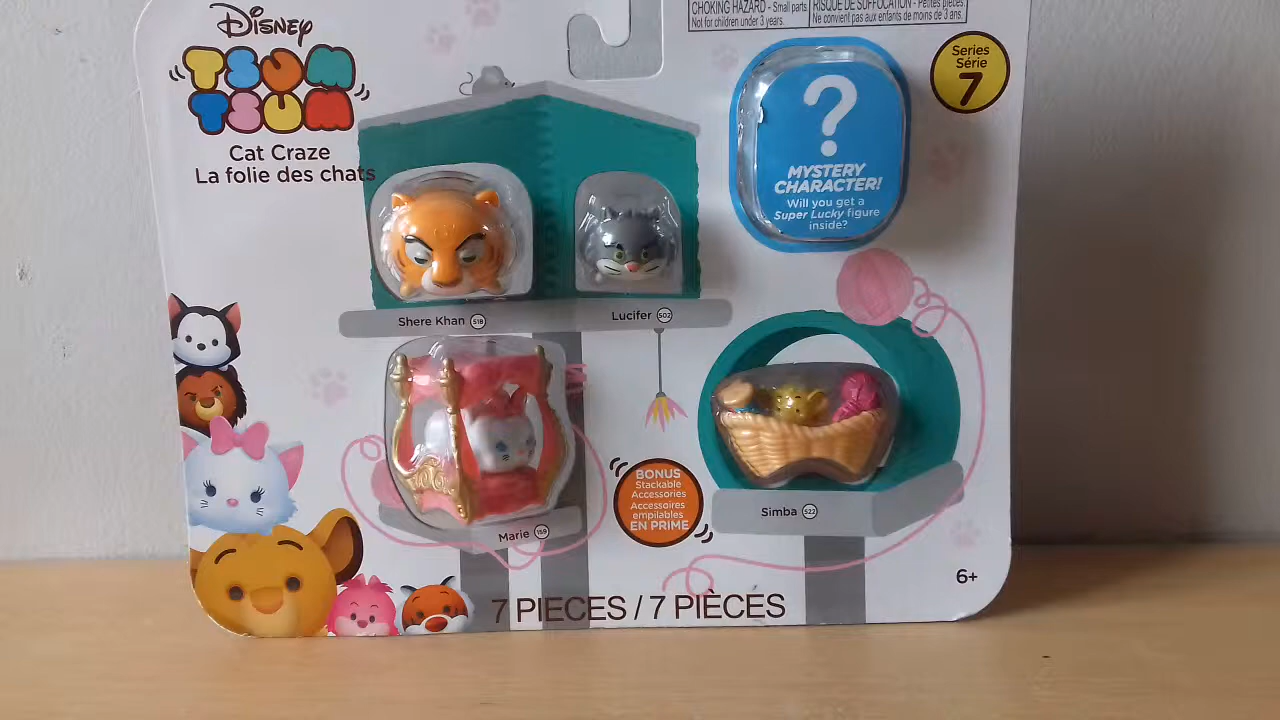 Disney
TSUM
TSUM
Cat Craze
La folie des chats
CHOKING HAZARD - Small parts
Not for children under 3 years.
RISQUE DE SUFFOCATION - Petites pièces
Ne convient pas aux enfants de moins de 3 ans.
Series
Série
7
?
MYSTERY
CHARACTER!
Will you get a
Super Lucky figure
inside?
Shere Khan 518
Lucifer 502
Marie 159
BONUS
Stackable
Accessories
Accessoires
empilables
EN PRIME
Simba 522
6+
7 PIECES / 7 PIÈCES